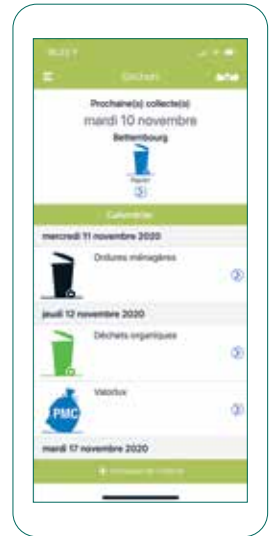 Déchets
Prochaine(s) collecte(s)
mardi 10 novembre
Bettembourg
Papier
Calendrier
mercredi 11 novembre 2020
Ordures ménagères
jeudi 12 novembre 2020
Déchets organiques
Valorlux
PMC
mardi 17 novembre 2020